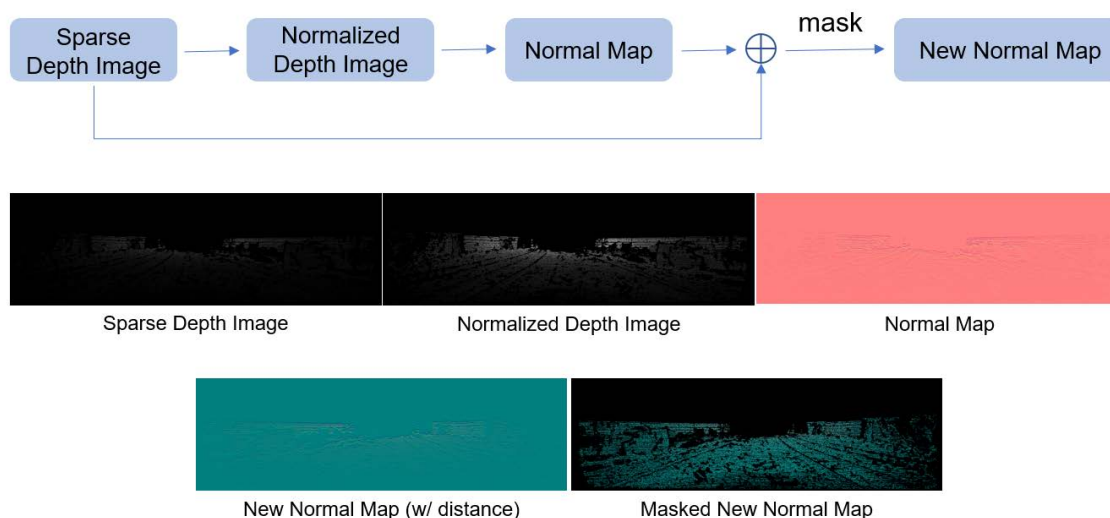 Sparse
Depth Image
Normalized
Depth Image
Normal Map
mask
New Normal Map
Sparse Depth Image
Normalized Depth Image
Normal Map
New Normal Map (w/ distance)
Masked New Normal Map